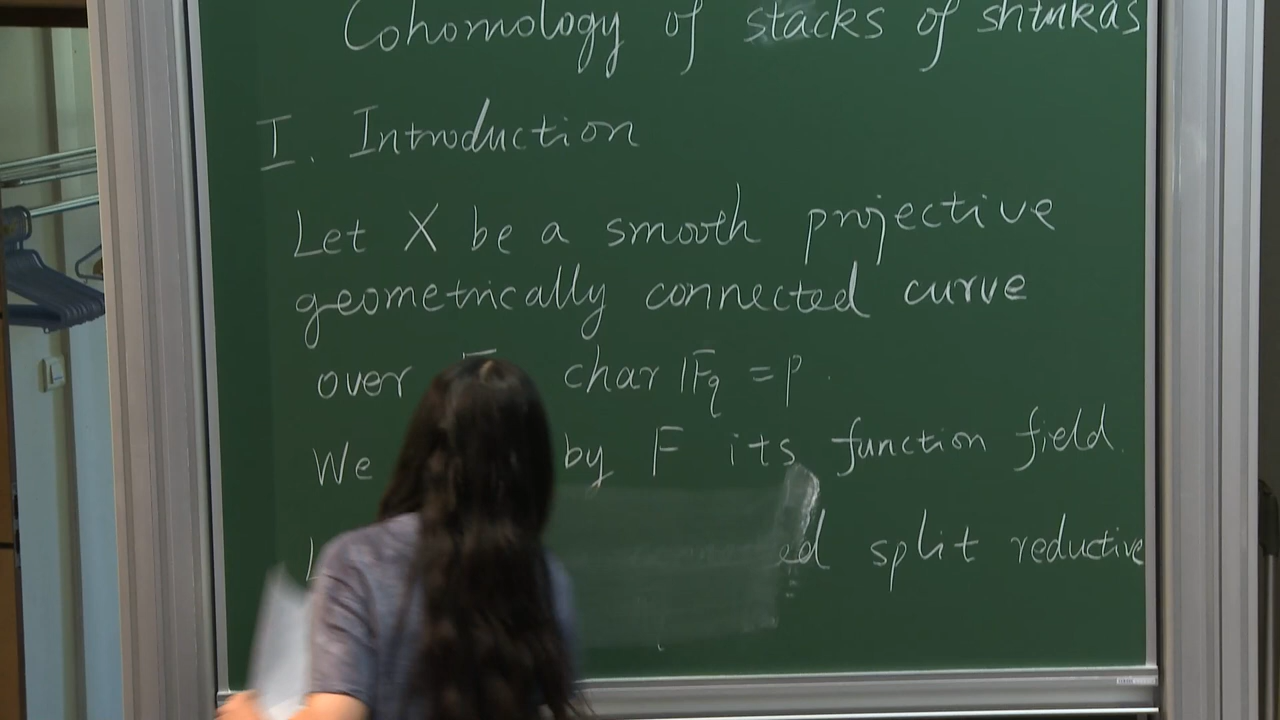 Cohomology of stacks of shtukas
I. Introduction
Let X be a smooth projective
geometrically connected curve
over char 𝔽q = p.
We by F its function field.
ed split reductive